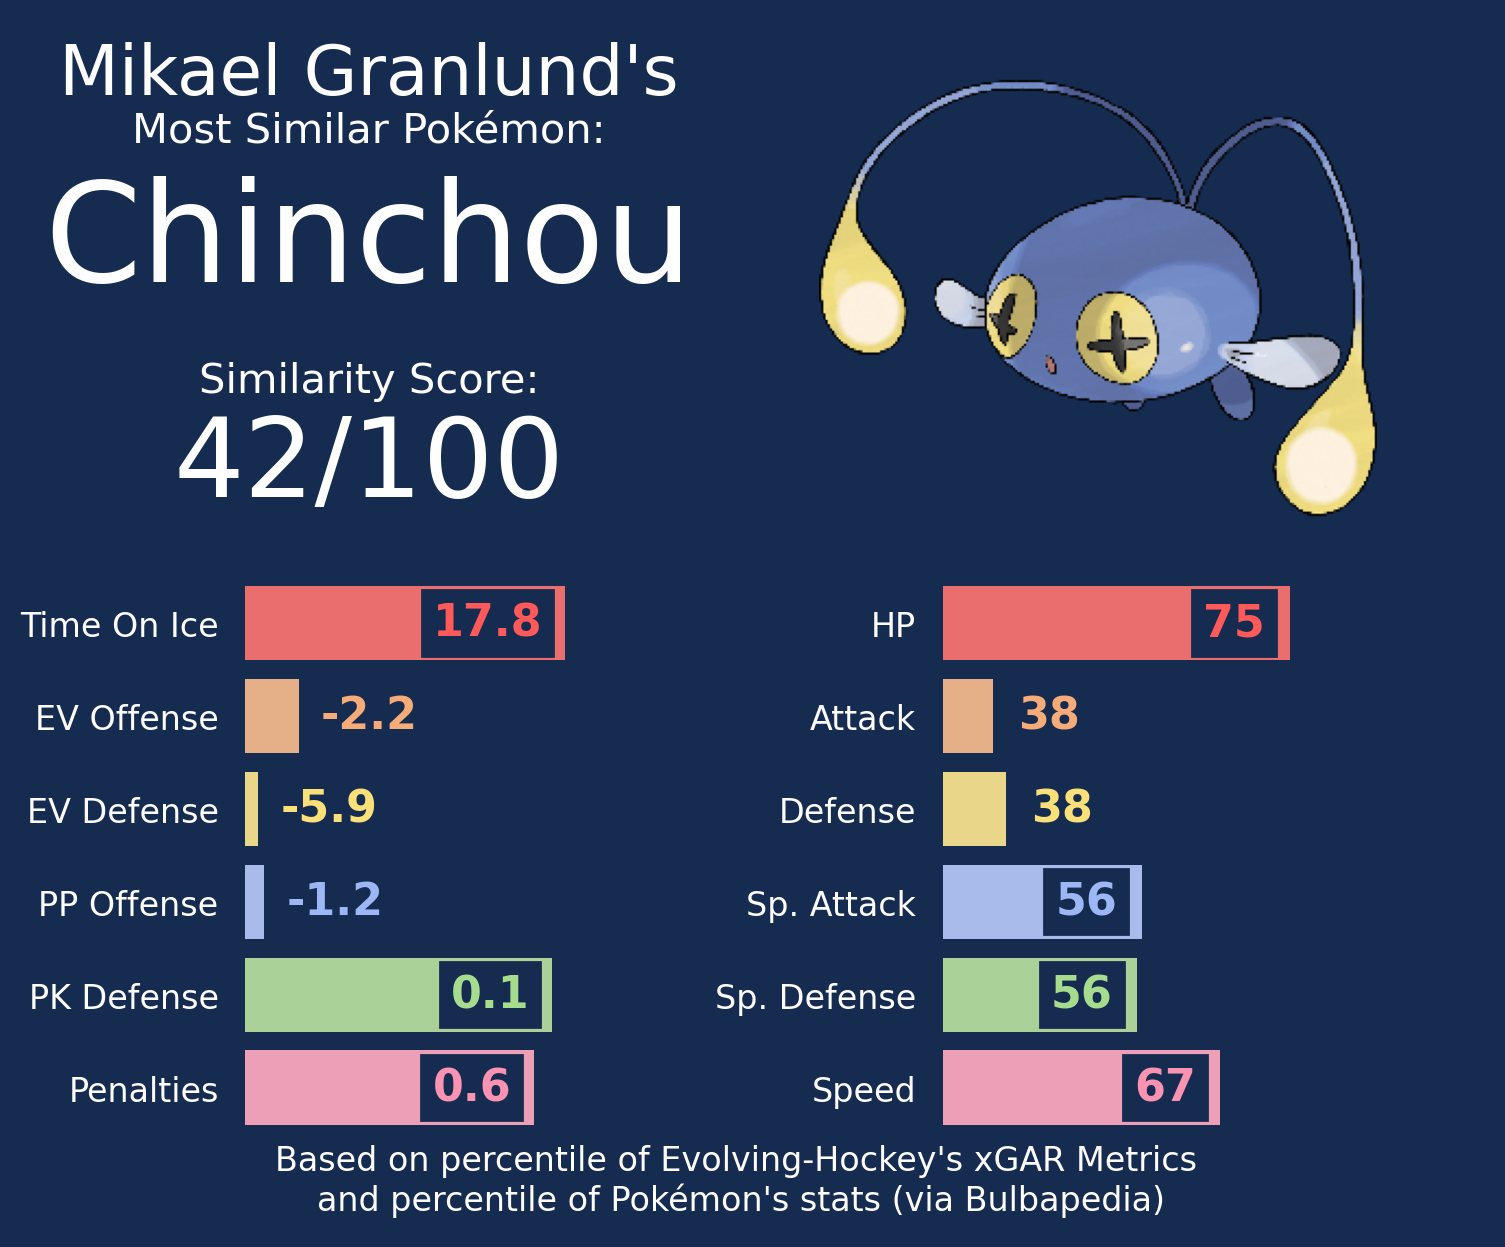 Mikael Granlund's
Most Similar Pokémon:
Chinchou
Similarity Score:
42/100
Time On Ice 17.8
EV Offense -2.2
EV Defense -5.9
PP Offense -1.2
PK Defense 0.1
Penalties 0.6
HP 75
Attack 38
Defense 38
Sp. Attack 56
Sp. Defense 56
Speed 67
Based on percentile of Evolving-Hockey's xGAR Metrics
and percentile of Pokémon's stats (via Bulbapedia)